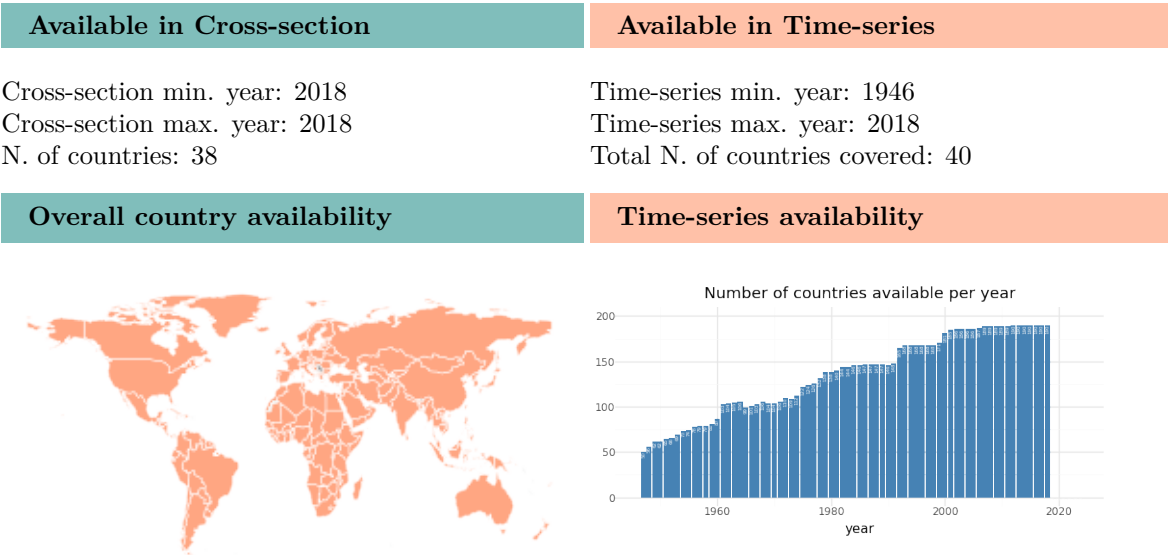 Available in Cross-section
Available in Time-series
Cross-section min. year: 2018
Cross-section max. year: 2018
N. of countries: 38
Time-series min. year: 1946
Time-series max. year: 2018
Total N. of countries covered: 40
Overall country availability
Time-series availability
Number of countries available per year
200
150
100
50
0
1960
1980
2000
2020
year